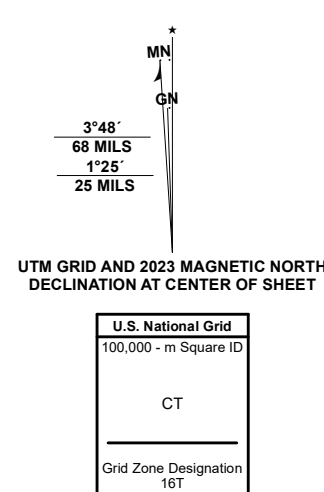 ★
MN
GN
3°48´
68 MILS
1°25´
25 MILS
UTM GRID AND 2023 MAGNETIC NORTH
DECLINATION AT CENTER OF SHEET
U.S. National Grid
100,000 - m Square ID
CT
Grid Zone Designation
16T